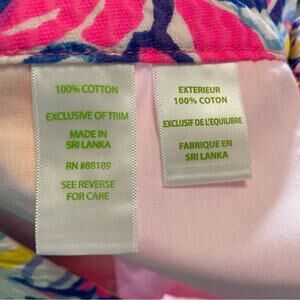 100% COTTON
EXCLUSIVE OF TRIM
MADE IN
SRI LANKA
RN #88189
SEE REVERSE
FOR CARE
EXTERIEUR
100% COTON
EXCLUSIF DE L'EQUILIBRE
FABRIQUE EN
SRI LANKA